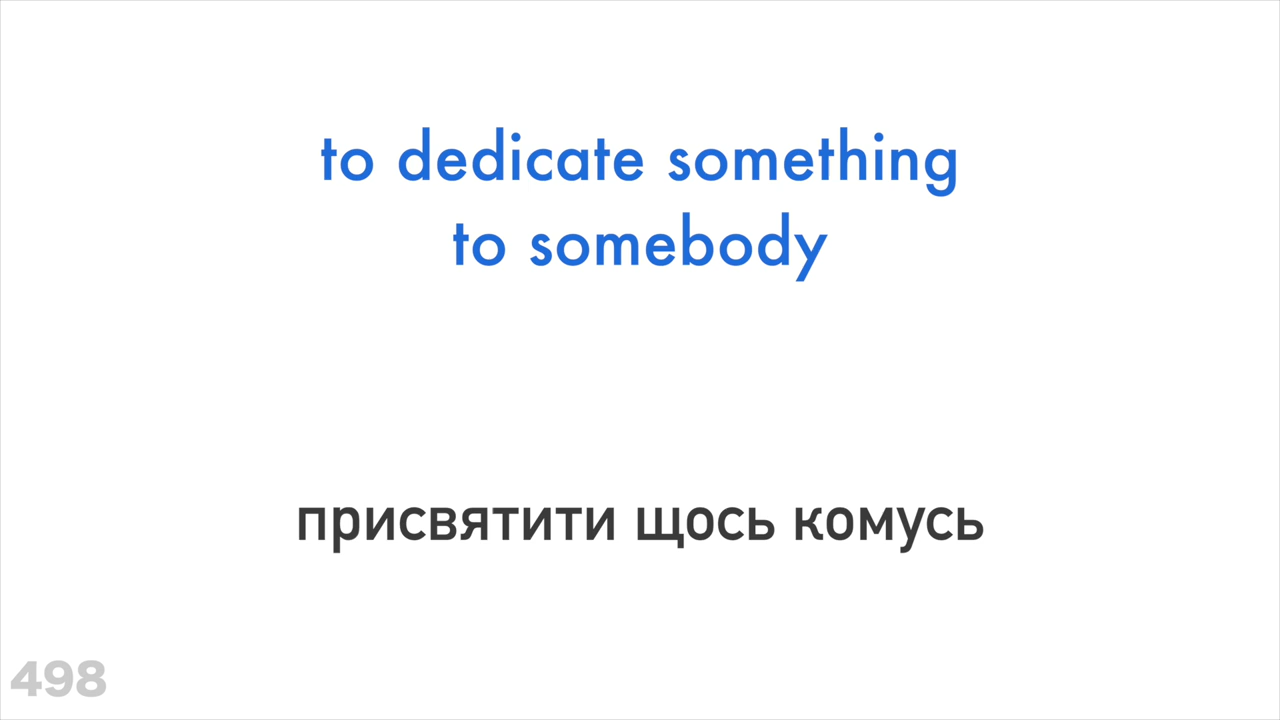 to dedicate something
to somebody
присвятити щось комусь
498